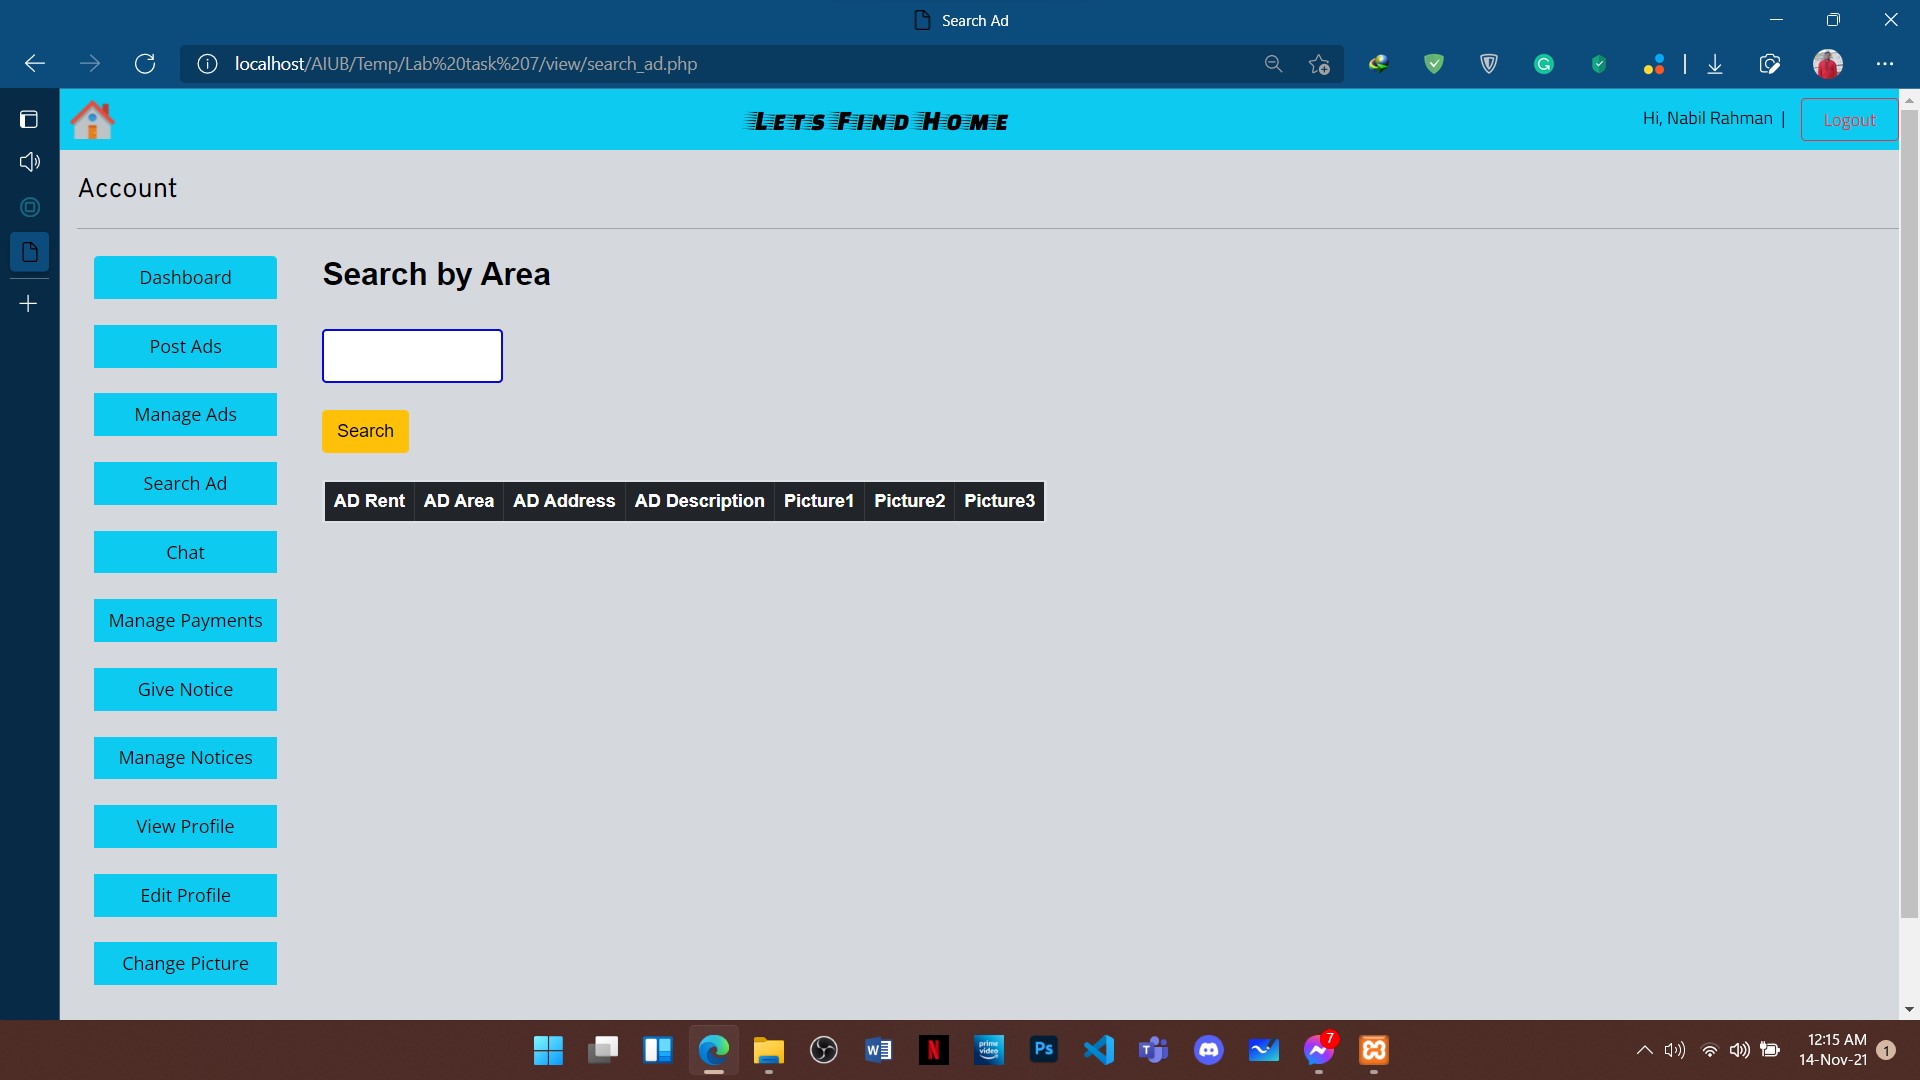 Search Ad
localhost/AIUB/Temp/Lab%20task%207/view/search_ad.php
Lets Find Home
Hi, Nabil Rahman |
Logout
Account
Dashboard
Post Ads
Manage Ads
Search Ad
Chat
Manage Payments
Give Notice
Manage Notices
View Profile
Edit Profile
Change Picture
Search by Area
Search
AD Rent AD Area AD Address AD Description Picture1 Picture2 Picture3
prime video
Ps
7
12:15 AM
14-Nov-21
1